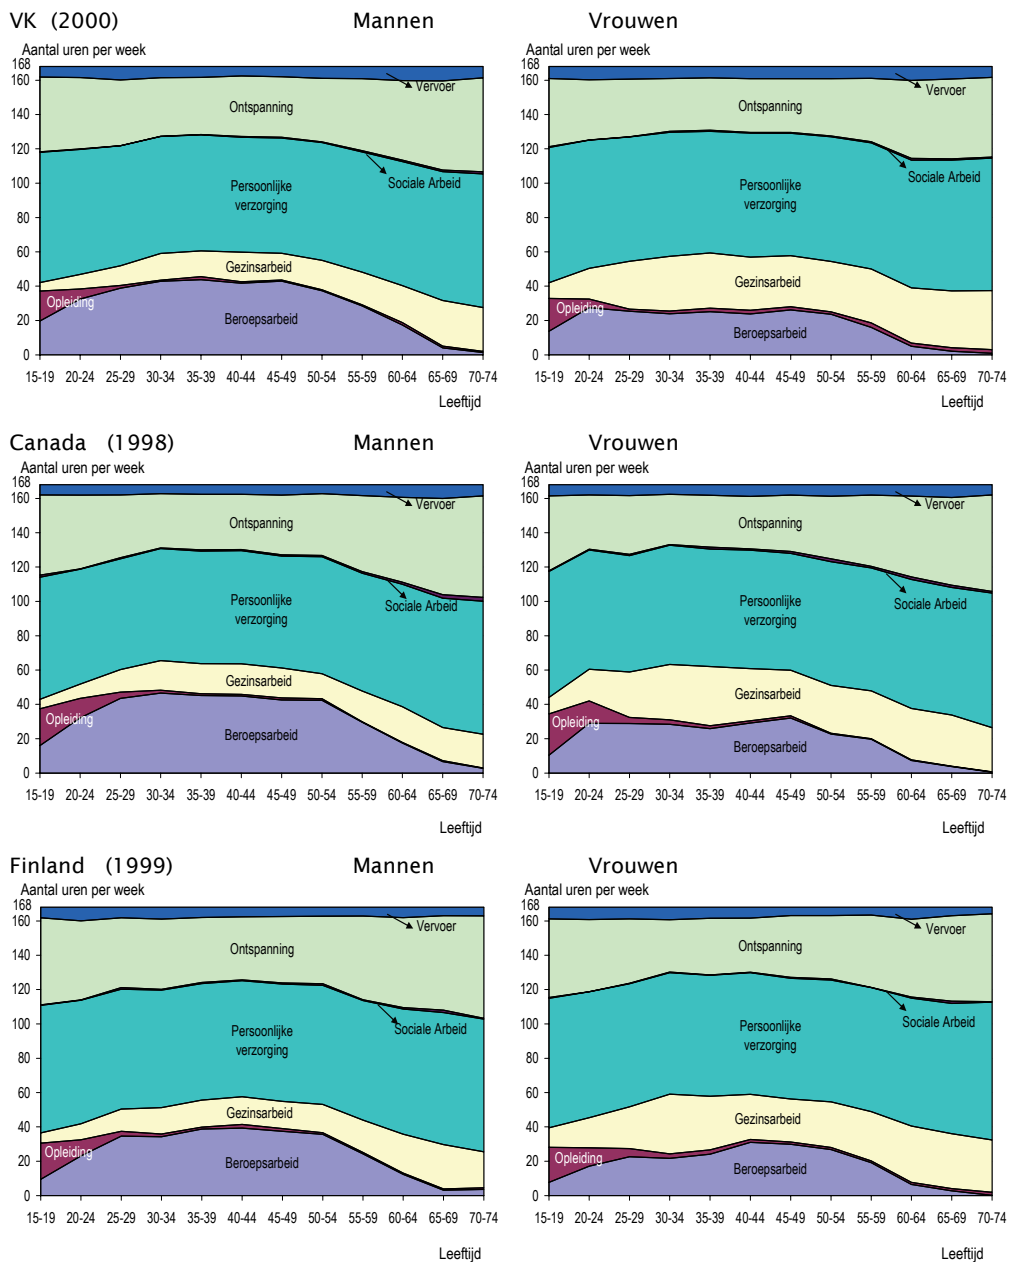 VK (2000) Mannen Vrouwen
Aantal uren per week Aantal uren per week
168 168
160 160
Vervoer Vervoer
140 140
Ontspanning Ontspanning
120 120
Sociale Arbeid Sociale Arbeid
100 100
Persoonlijke Persoonlijke
verzorging verzorging
80 80
60 60
Gezinsarbeid Gezinsarbeid
40 40
Opleiding Opleiding
20 20
Beroepsarbeid Beroepsarbeid
0 0
15-19 20-24 25-29 30-34 35-39 40-44 45-49 50-54 55-59 60-64 65-69 70-74 15-19 20-24 25-29 30-34 35-39 40-44 45-49 50-54 55-59 60-64 65-69 70-74
Leeftijd Leeftijd
Canada (1998) Mannen Vrouwen
Aantal uren per week Aantal uren per week
168 168
160 160
Vervoer Vervoer
140 140
Ontspanning Ontspanning
120 120
100 100
Persoonlijke Persoonlijke
Sociale Arbeid Sociale Arbeid
verzorging verzorging
80 80
60 60
Gezinsarbeid Gezinsarbeid
40 40
Opleiding Opleiding
20 20
Beroepsarbeid Beroepsarbeid
0 0
15-19 20-24 25-29 30-34 35-39 40-44 45-49 50-54 55-59 60-64 65-69 70-74 15-19 20-24 25-29 30-34 35-39 40-44 45-49 50-54 55-59 60-64 65-69 70-74
Leeftijd Leeftijd
Finland (1999) Mannen Vrouwen
Aantal uren per week Aantal uren per week
168 168
160 160
Vervoer Vervoer
140 140
Ontspanning Ontspanning
120 120
100 100
Persoonlijke Persoonlijke
Sociale Arbeid Sociale Arbeid
verzorging verzorging
80 80
60 60
Gezinsarbeid Gezinsarbeid
40 40
Opleiding Opleiding
20 20
Beroepsarbeid Beroepsarbeid
0 0
15-19 20-24 25-29 30-34 35-39 40-44 45-49 50-54 55-59 60-64 65-69 70-74 15-19 20-24 25-29 30-34 35-39 40-44 45-49 50-54 55-59 60-64 65-69 70-74
Leeftijd Leeftijd